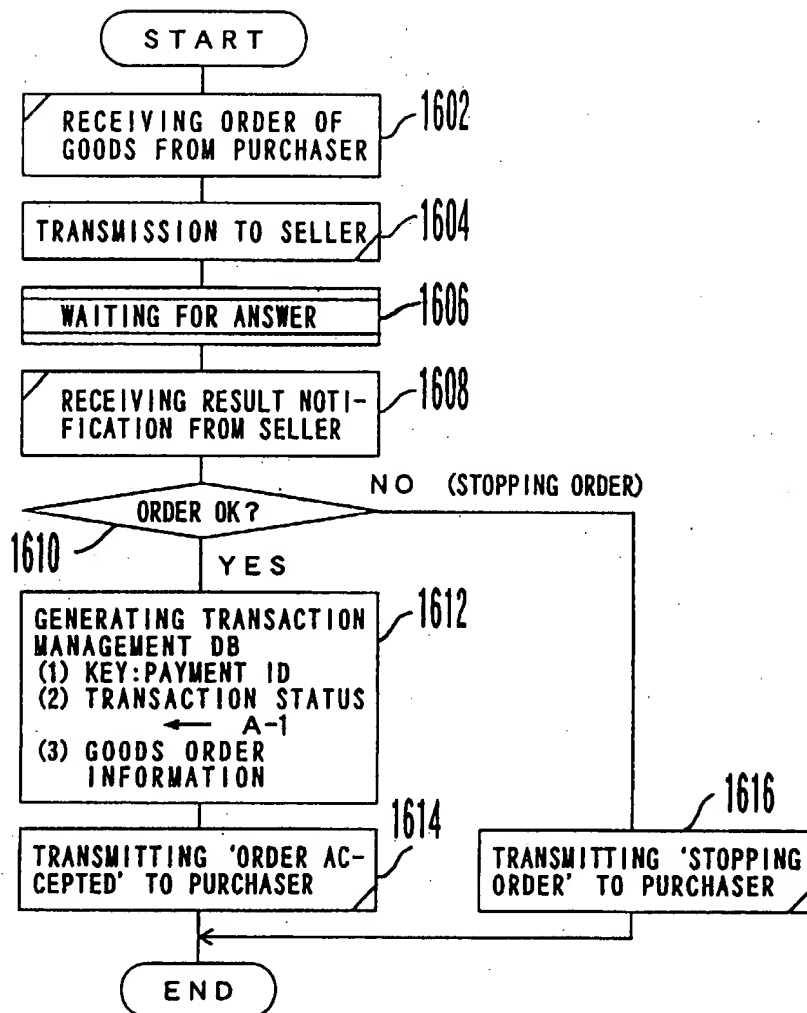 START
RECEIVING ORDER OF
GOODS FROM PURCHASER
1602
TRANSMISSION TO SELLER
1604
WAITING FOR ANSWER
1606
RECEIVING RESULT NOTI-
FICATION FROM SELLER
1608
NO (STOPPING ORDER)
ORDER OK?
1610
YES
GENERATING TRANSACTION
MANAGEMENT DB
(1) KEY:PAYMENT ID
(2) TRANSACTION STATUS
← A-1
(3) GOODS ORDER
INFORMATION
1612
TRANSMITTING 'ORDER AC-
CEPTED' TO PURCHASER
1614
1616
TRANSMITTING 'STOPPING
ORDER' TO PURCHASER
END